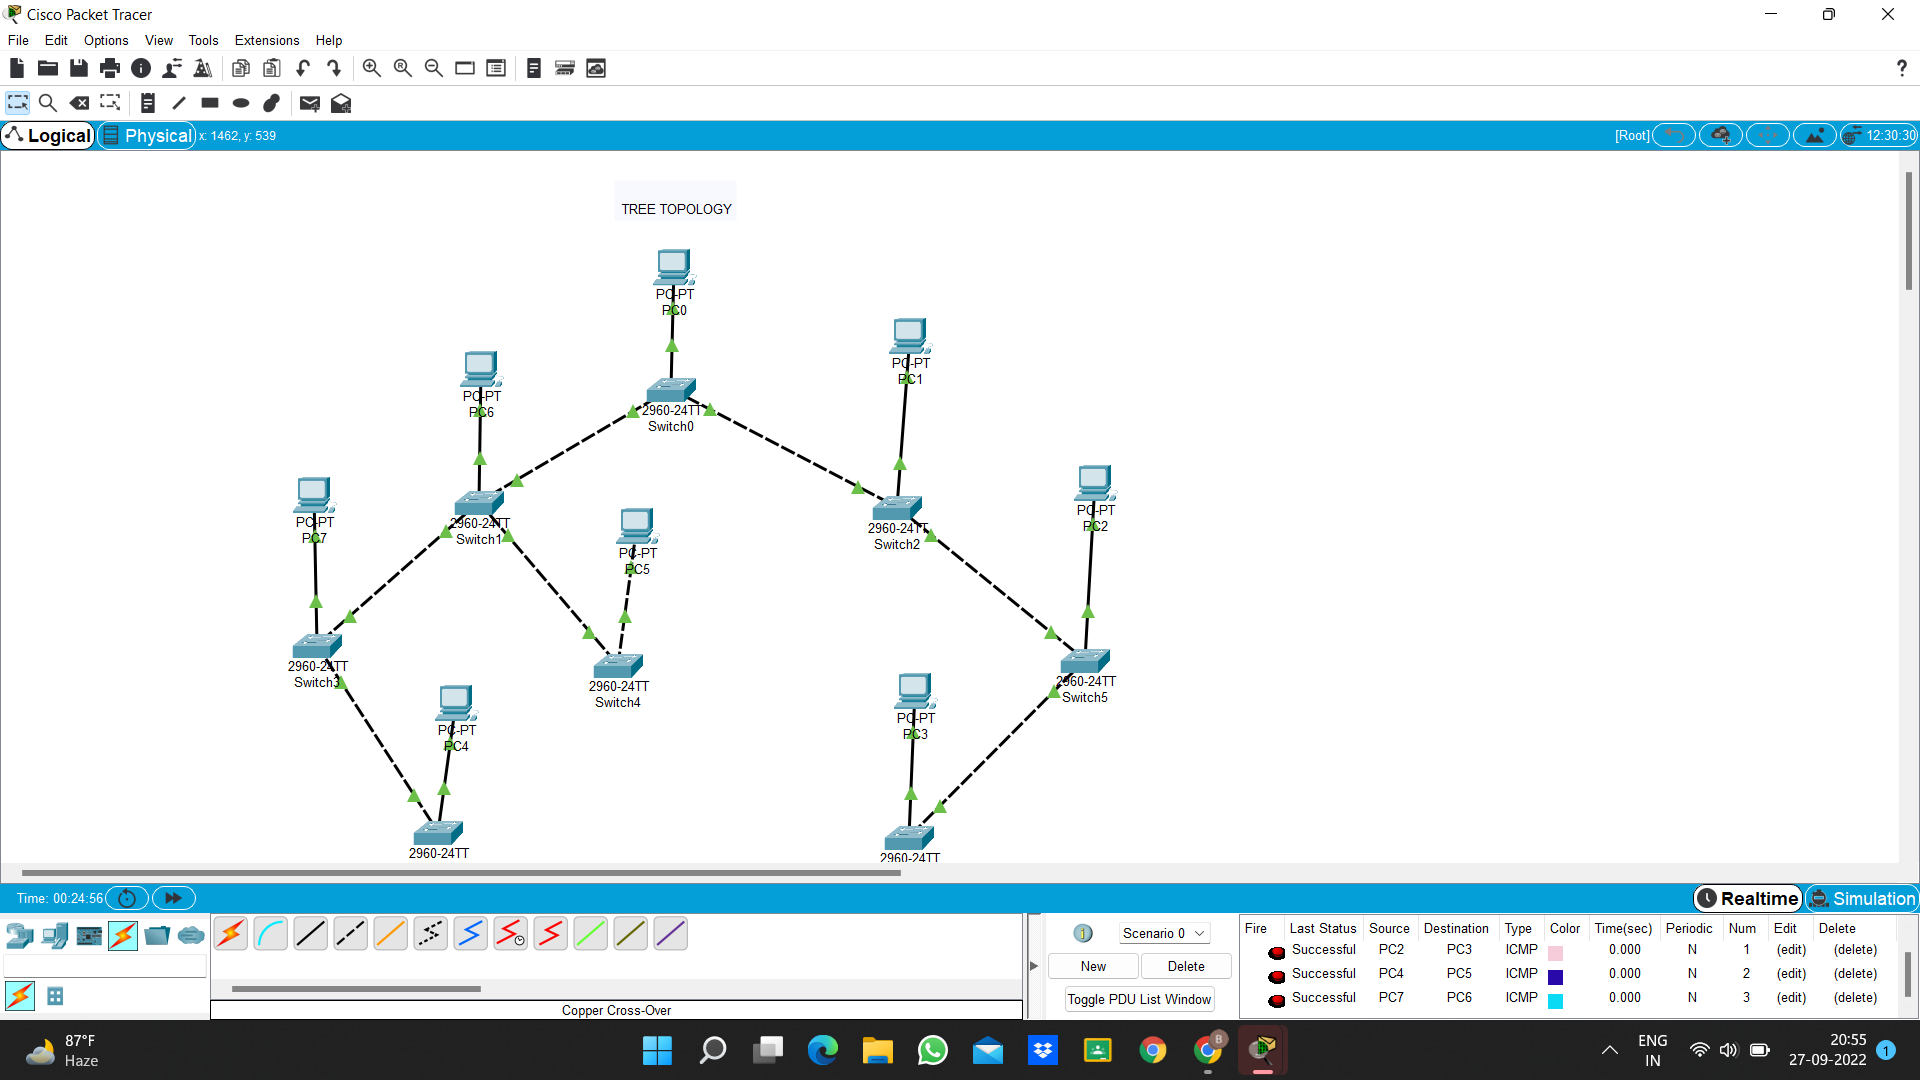 Cisco Packet Tracer
File Edit Options View Tools Extensions Help
Logical Physical x: 1462, y: 539 [Root] 12:30:30
TREE TOPOLOGY
PC-PT
PC0
PC-PT
PC1
PC-PT
PC6
2960-24TT
Switch0
PC-PT
PC7
2960-24TT
Switch1
PC-PT
PC5
2960-24TT
Switch2
PC-PT
PC2
2960-24TT
Switch3
2960-24TT
Switch4
2960-24TT
Switch5
PC-PT
PC4
PC-PT
PC3
2960-24TT
2960-24TT
Time: 00:24:56 Realtime Simulation
Scenario 0
New Delete
Toggle PDU List Window
Fire Last Status Source Destination Type Color Time(sec) Periodic Num Edit Delete
Successful PC2 PC3 ICMP 0.000 N 1 (edit) (delete)
Successful PC4 PC5 ICMP 0.000 N 2 (edit) (delete)
Successful PC7 PC6 ICMP 0.000 N 3 (edit) (delete)
Copper Cross-Over
87°F
Haze
ENG
IN
20:55
27-09-2022
1